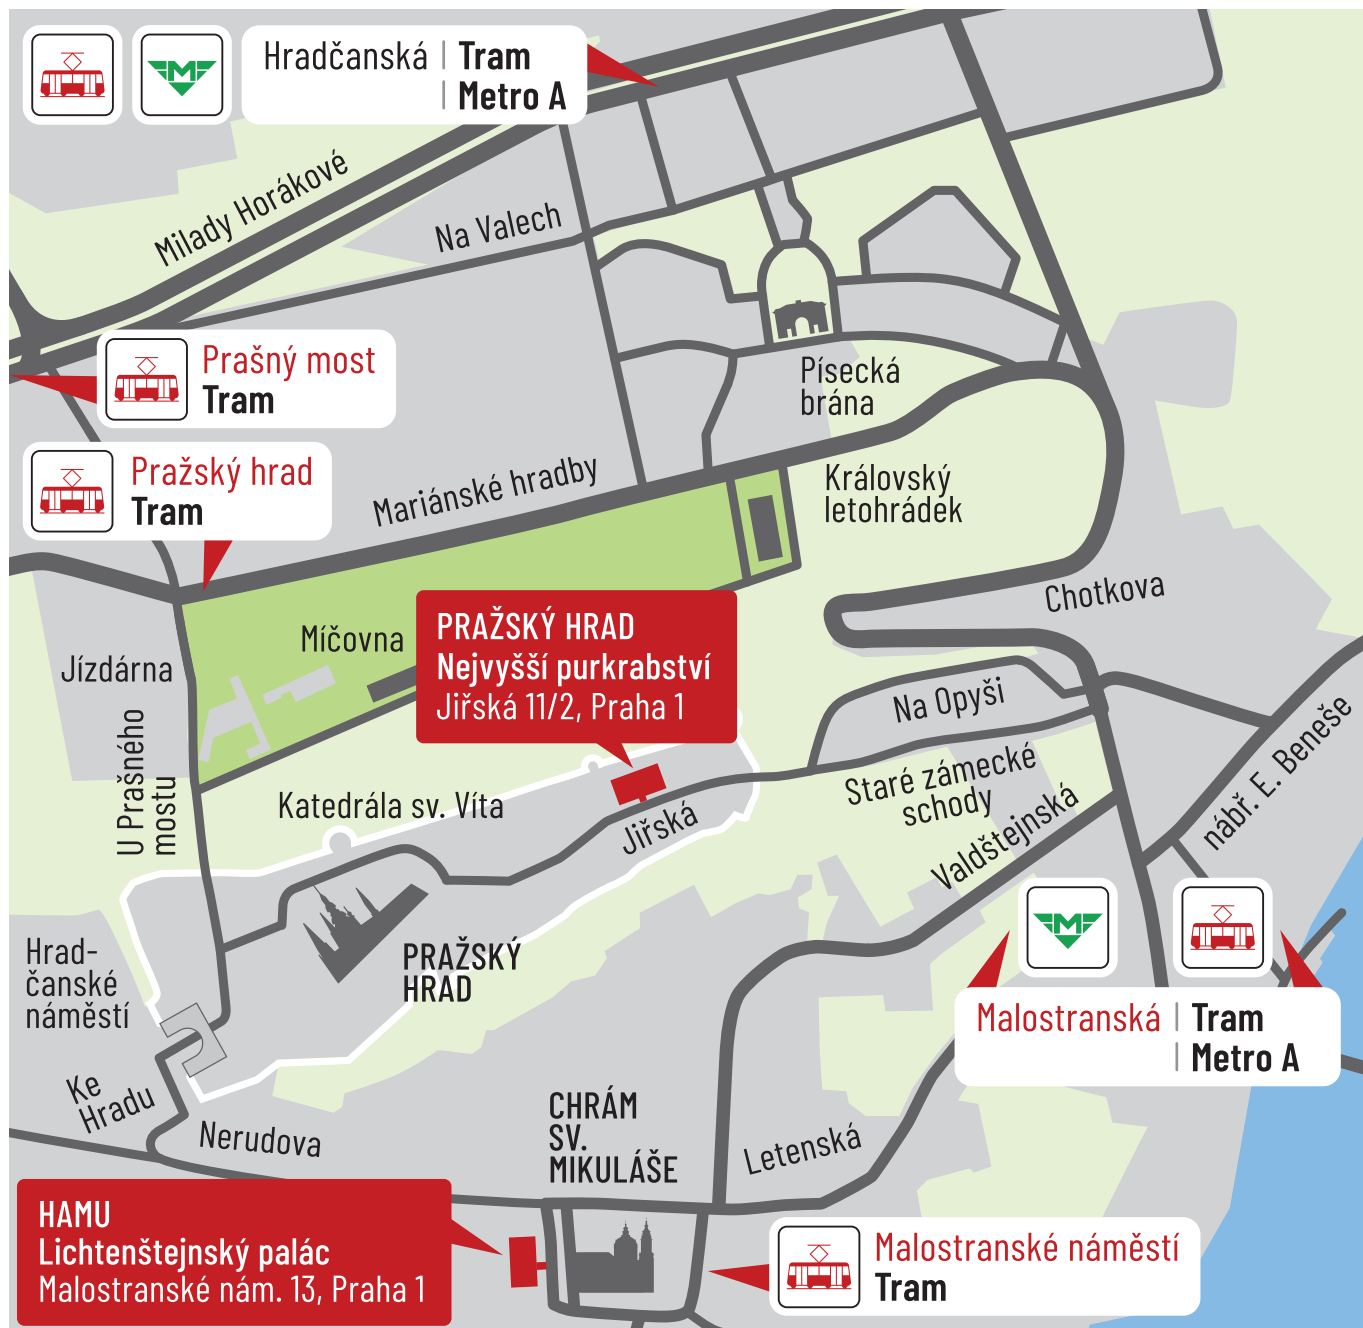 Hradčanská | Tram
| Metro A
Milady Horákové
Na Valech
Prašný most
Tram
Písecká
brána
Pražský hrad
Tram
Mariánské hradby
Královský
letohrádek
Chotkova
PRAŽSKÝ HRAD
Nejvyšší purkrabství
Jiřská 11/2, Praha 1
Míčovna
Jízdárna
U Prašného
mostu
Na Opyši
Katedrála sv. Víta
Jiřská
Staré zámecké
schody
Valdštejnská
nábř. E. Beneše
M
Hrad-
čanské
náměstí
PRAŽSKÝ
HRAD
Malostranská | Tram
| Metro A
Ke
Hradu
Nerudova
CHRÁM
SV.
MIKULÁŠE
Letenská
HAMU
Lichtenštejnský palác
Malostranské nám. 13, Praha 1
Malostranské náměstí
Tram